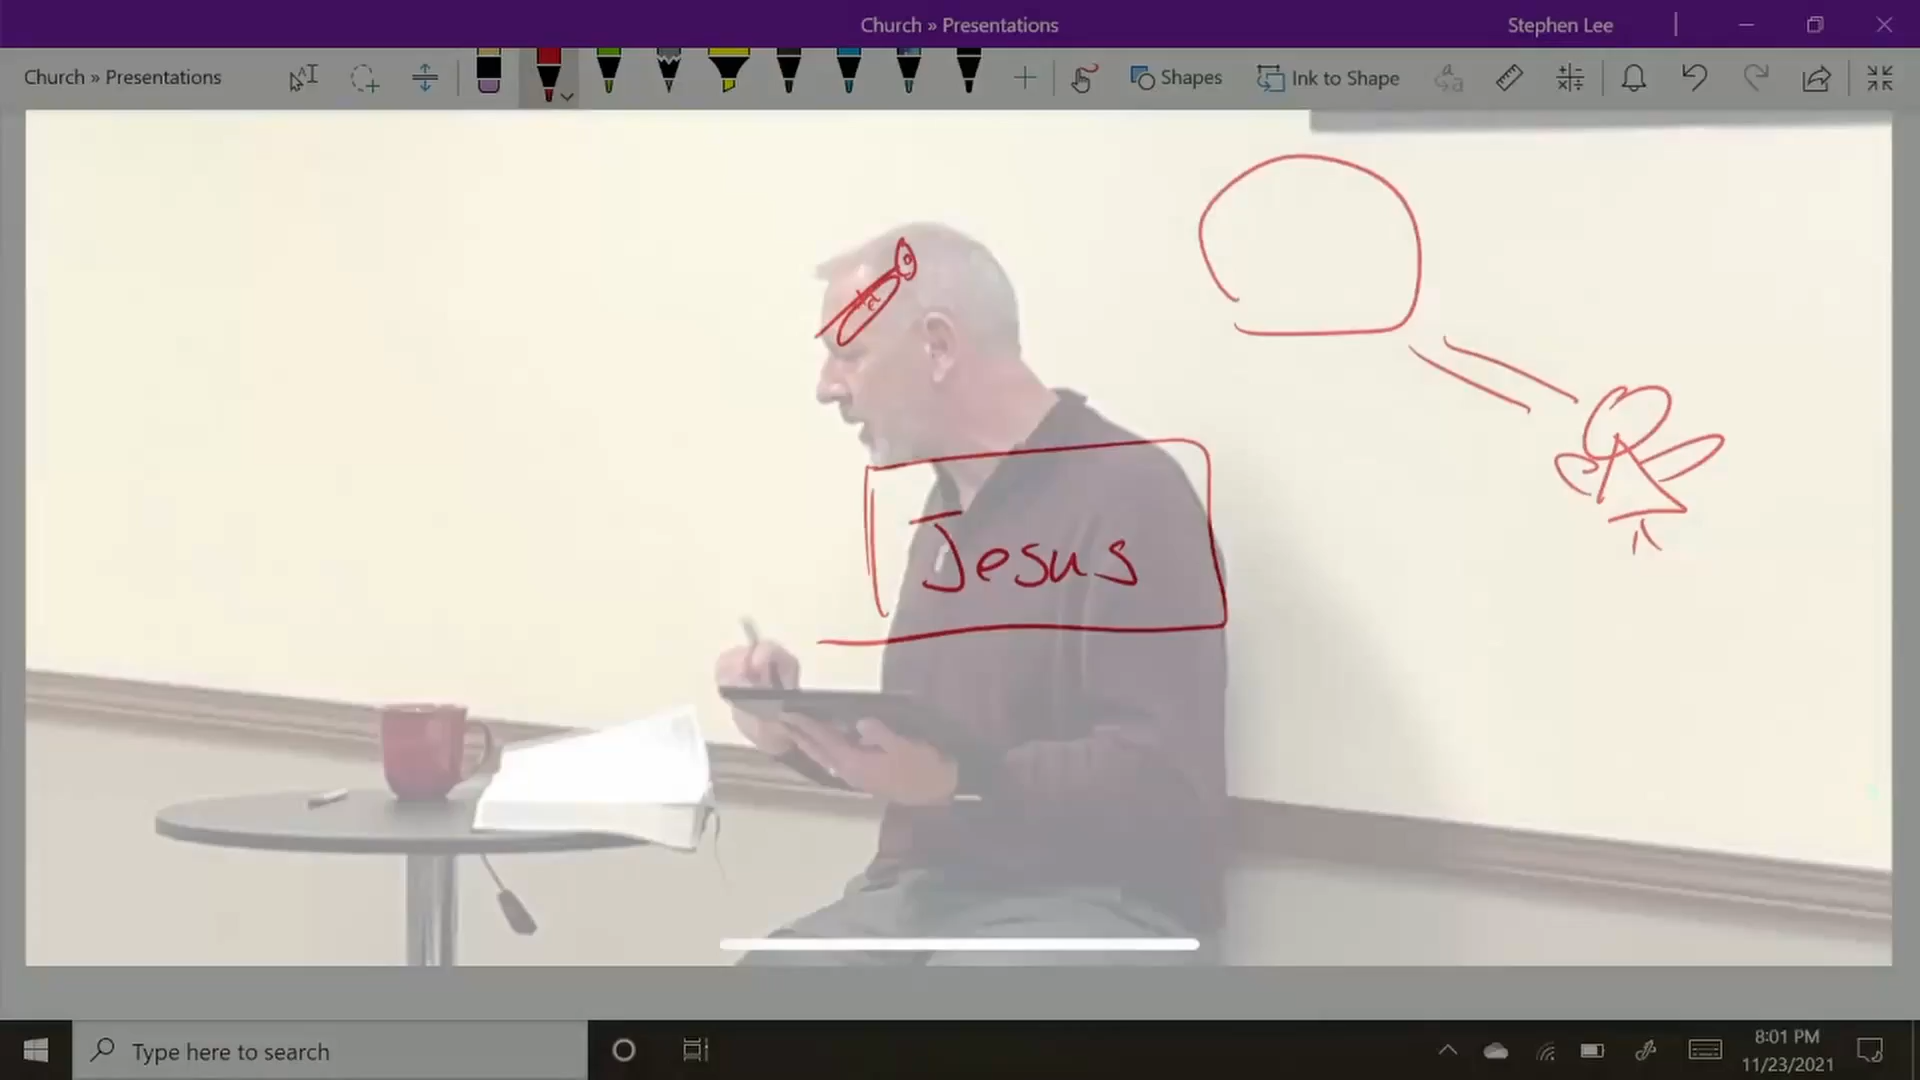 Church » Presentations
Stephen Lee
Church » Presentations
Shapes
Ink to Shape
Jesus
Type here to search
8:01 PM
11/23/2021